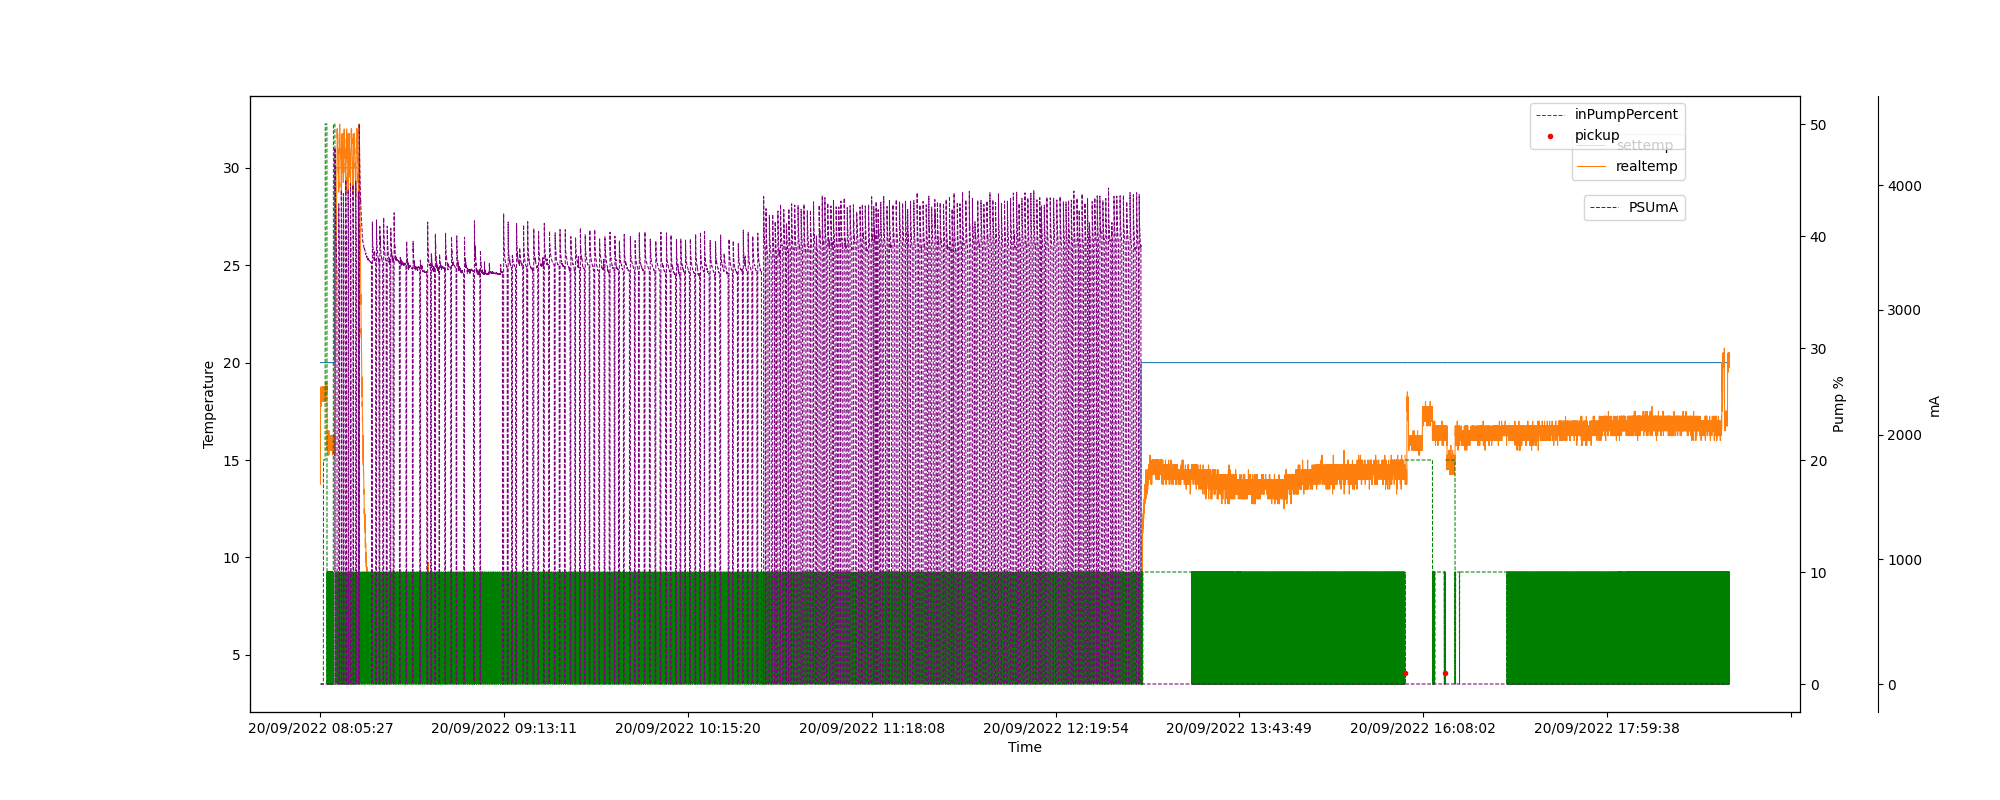 inPumpPercent
pickup
settemp
realtemp
PSUmA
30
25
20
15
10
5
Temperature
50
40
30
20
10
0
Pump %
4000
3000
2000
1000
0
mA
20/09/2022 08:05:27
20/09/2022 09:13:11
20/09/2022 10:15:20
20/09/2022 11:18:08
20/09/2022 12:19:54
20/09/2022 13:43:49
20/09/2022 16:08:02
20/09/2022 17:59:38
Time